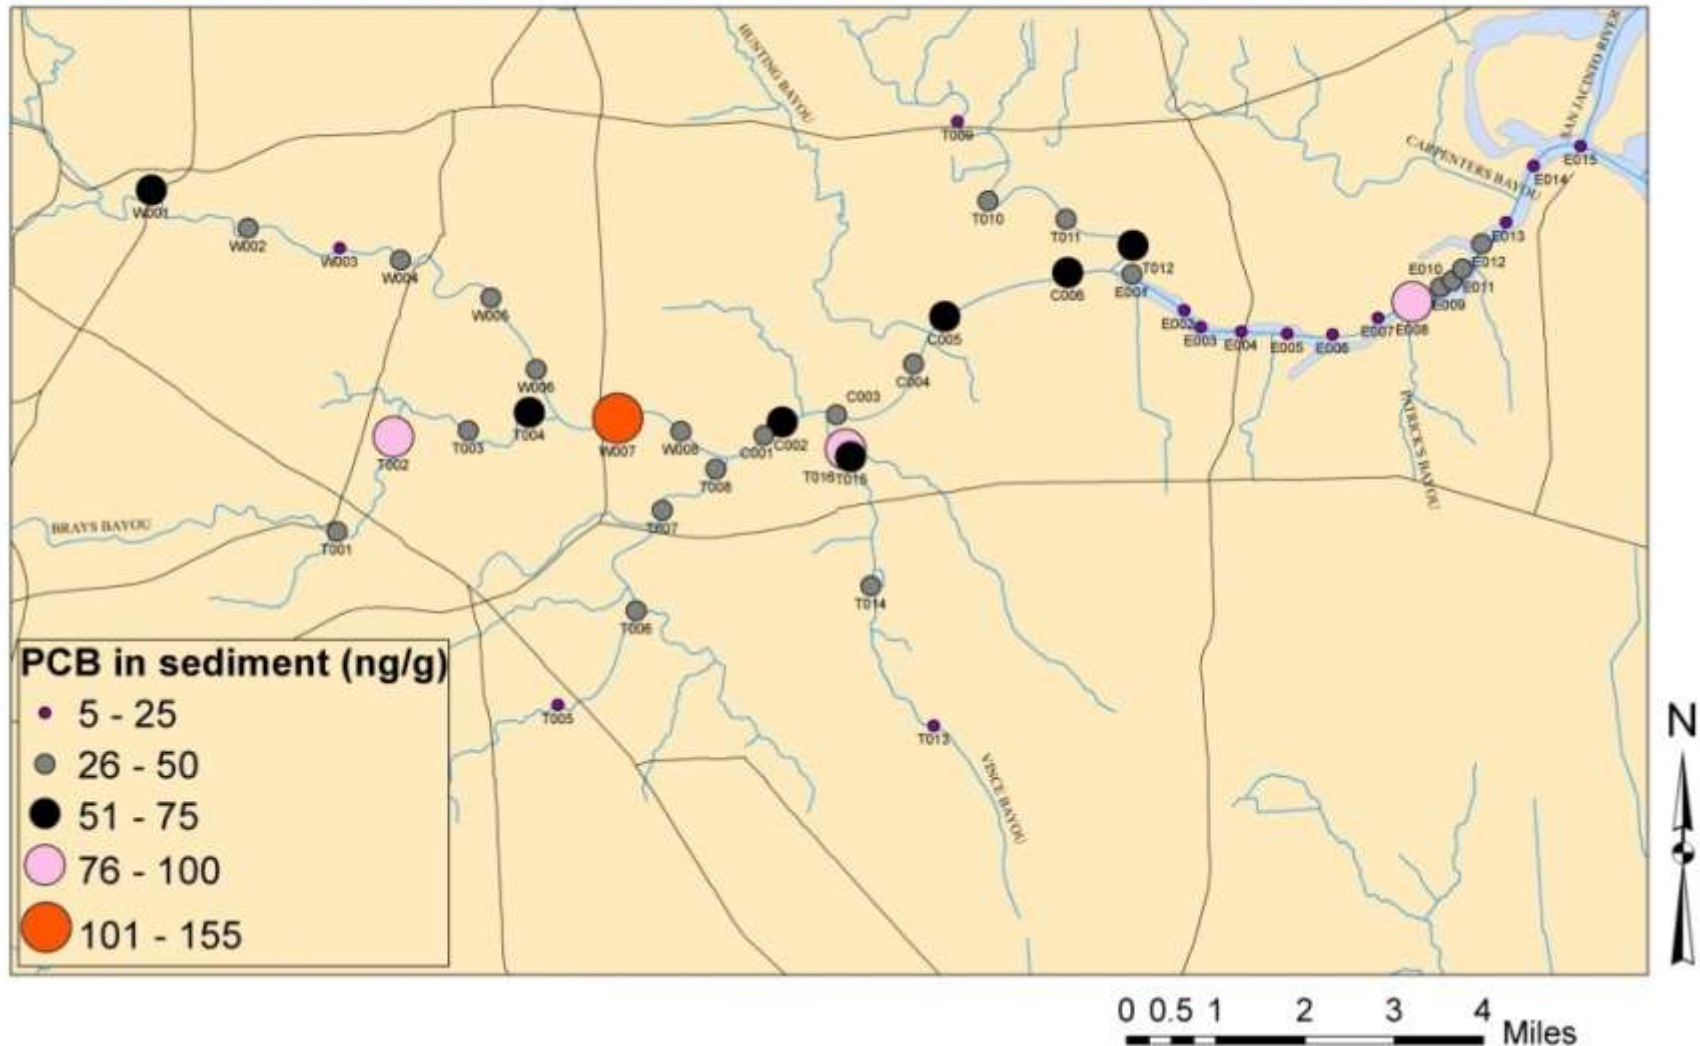 HUNTING BAYOU
SAN JACINTO RIVER
T009
CARPENTERS BAYOU
E015
E014
W001
T010
T011
W002
E013
W003
W004
T012
E012
E010
E011
C006
E001
E009
W005
E002
E007
E008
C005
E003
E004
E005
E006
W006
C004
C003
T004
T003
W007
W008
C001
C002
T002
T008
T016
T015
PATRICK'S BAYOU
BRAYS BAYOU
T007
T001
T014
T006
PCB in sediment (ng/g)
5 - 25
26 - 50
51 - 75
76 - 100
101 - 155
T005
T013
VINCE BAYOU
N
0 0.5 1 2 3 4
Miles